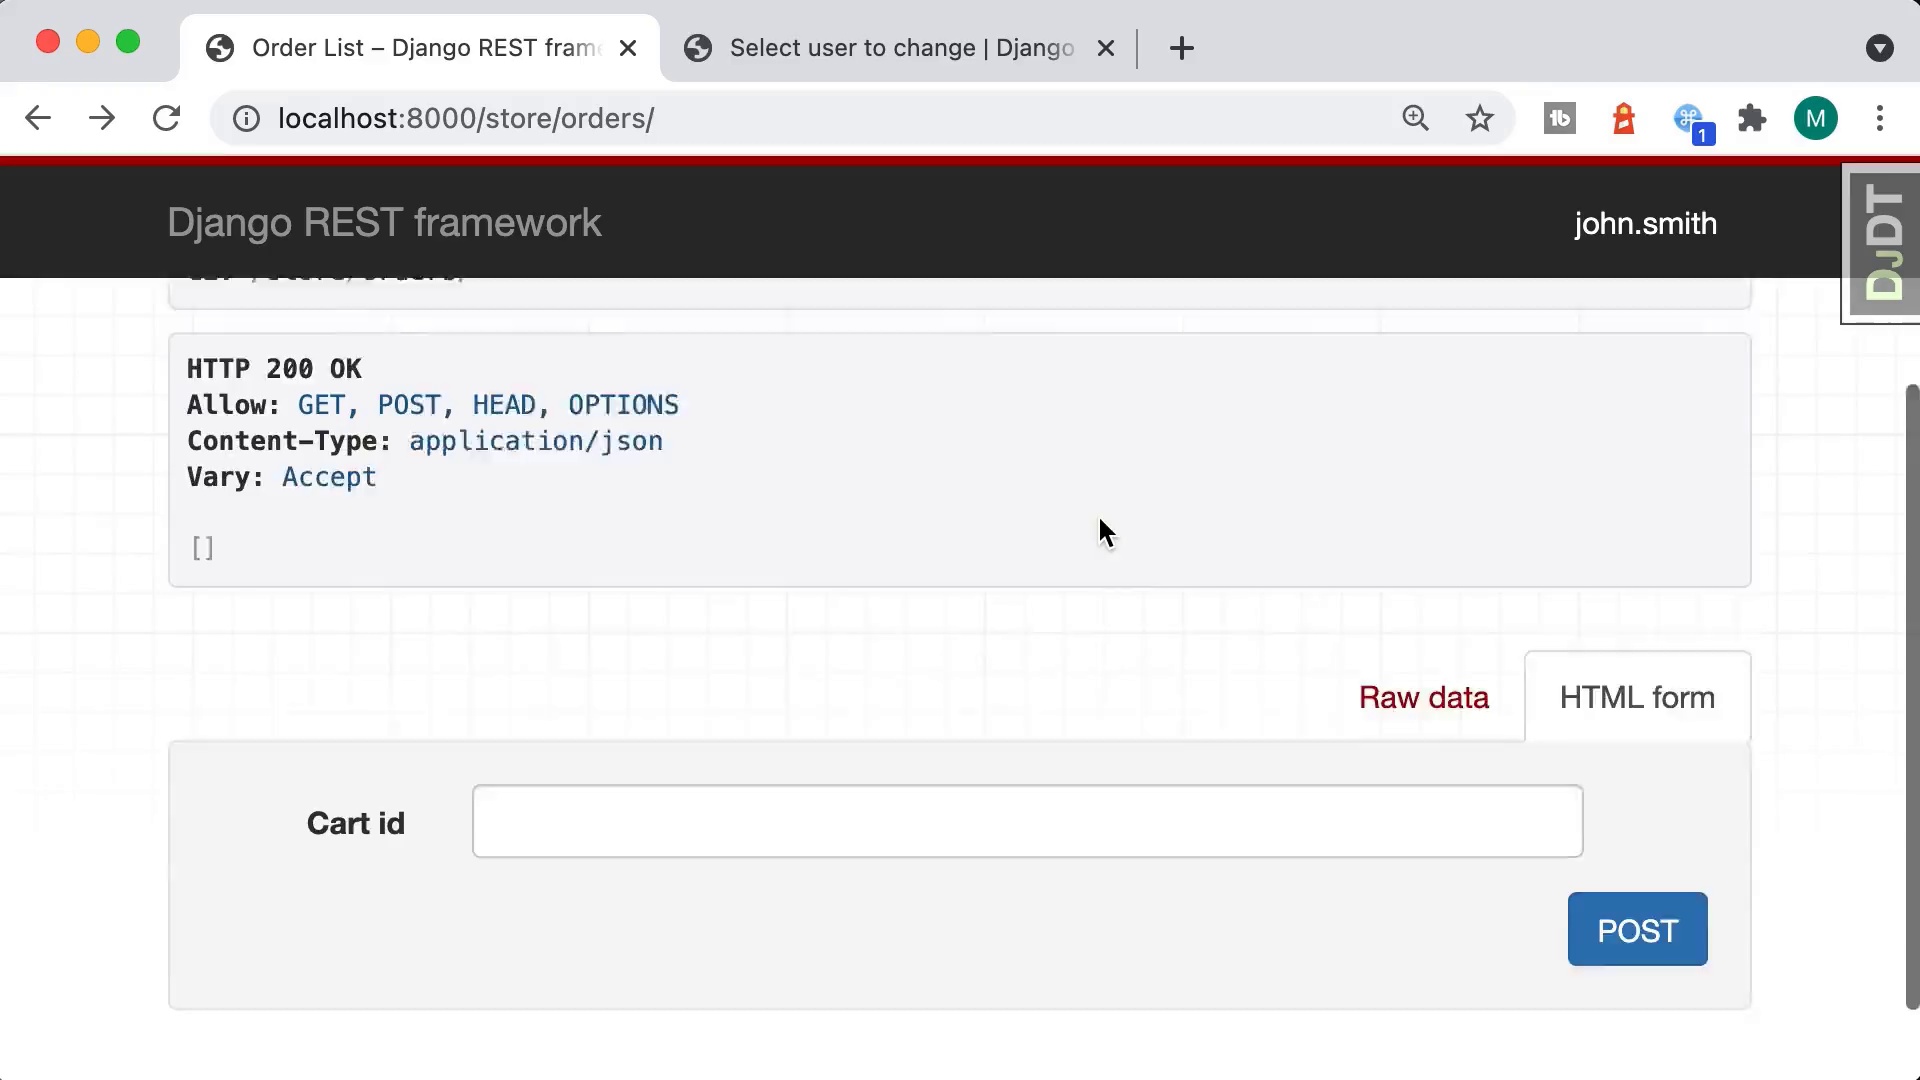 Order List – Django REST frame
Select user to change | Django
localhost:8000/store/orders/
M
1
Django REST framework
john.smith
DJDT
HTTP 200 OK
Allow: GET, POST, HEAD, OPTIONS
Content-Type: application/json
Vary: Accept
[]
Raw data
HTML form
Cart id
POST